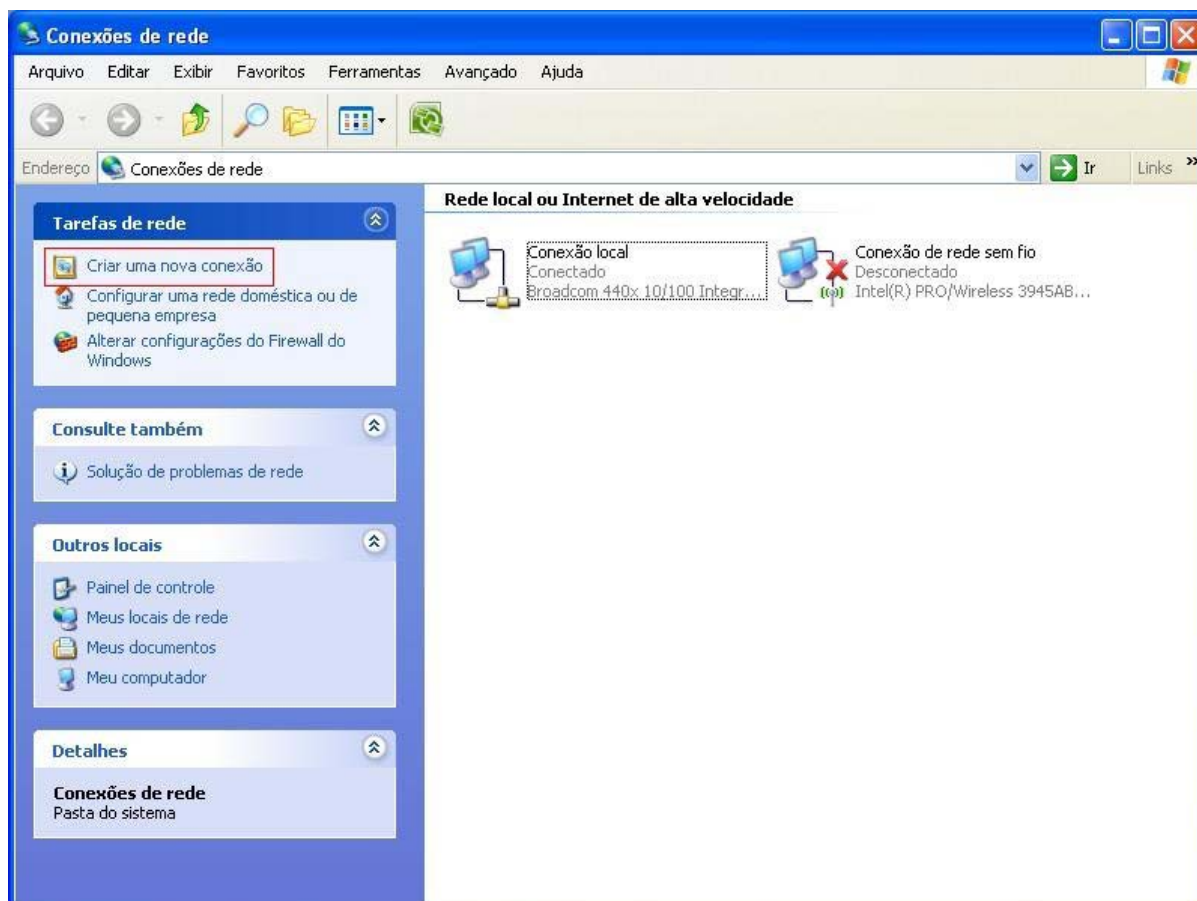 Conexões de rede
Arquivo Editar Exibir Favoritos Ferramentas Avançado Ajuda
Endereço Conexões de rede Ir Links »
Tarefas de rede
Criar uma nova conexão
Configurar uma rede doméstica ou de
pequena empresa
Alterar configurações do Firewall do
Windows
Consulte também
Solução de problemas de rede
Outros locais
Painel de controle
Meus locais de rede
Meus documentos
Meu computador
Detalhes
Conexões de rede
Pasta do sistema
Rede local ou Internet de alta velocidade
Conexão local
Conectado
Broadcom 440x 10/100 Integr...
Conexão de rede sem fio
Desconectado
Intel(R) PRO/Wireless 3945AB...